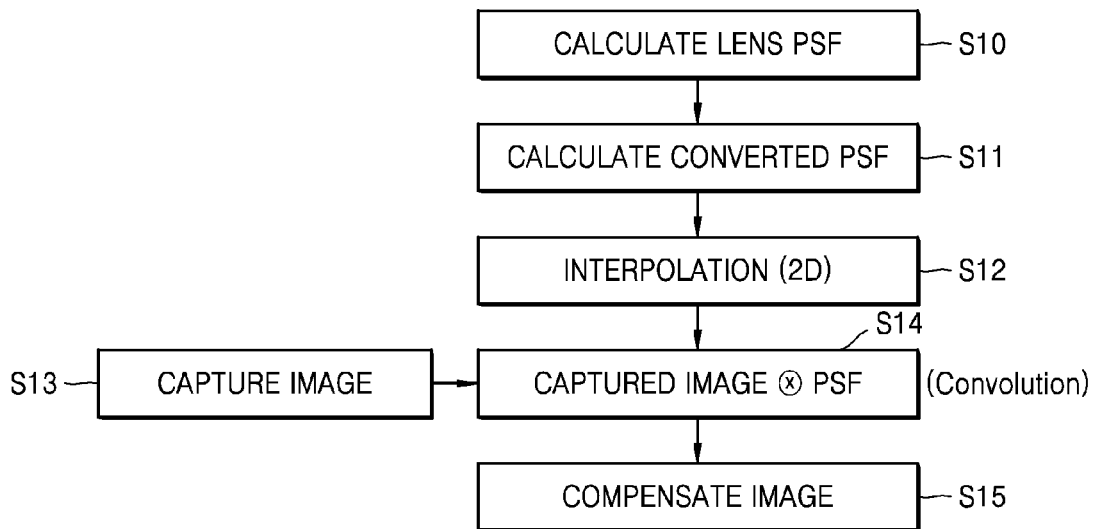 CALCULATE LENS PSF S10
CALCULATE CONVERTED PSF S11
INTERPOLATION (2D) S12
S14
S13 CAPTURE IMAGE CAPTURED IMAGE ⓧ PSF (Convolution)
COMPENSATE IMAGE S15